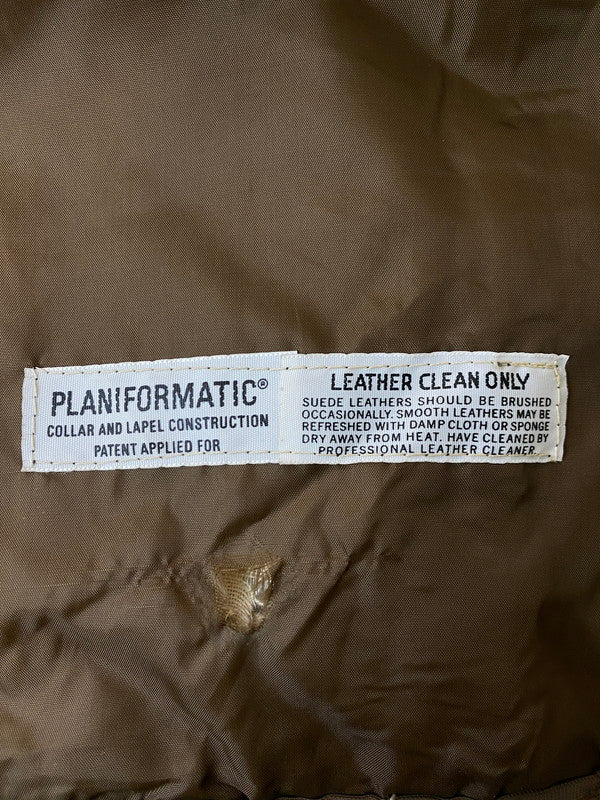 PLANIFORMATIC®
COLLAR AND LAPEL CONSTRUCTION
PATENT APPLIED FOR
LEATHER CLEAN ONLY
SUEDE LEATHERS SHOULD BE BRUSHED
OCCASIONALLY. SMOOTH LEATHERS MAY BE
REFRESHED WITH DAMP CLOTH OR SPONGE
DRY AWAY FROM HEAT. HAVE CLEANED BY
PROFESSIONAL LEATHER CLEANER.